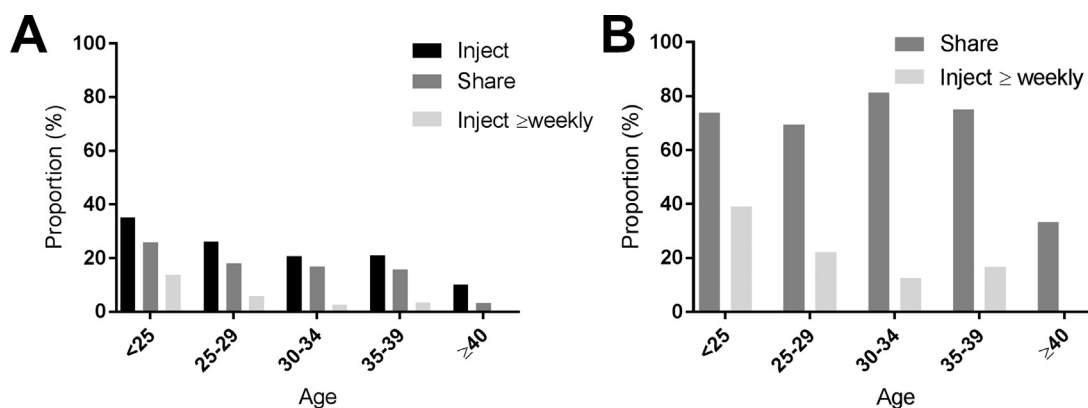 A
Proportion (%)
100
80
60
40
20
0
Inject
Share
Inject ≥weekly
<25
25-29
30-34
35-39
≥40
Age
B
Proportion (%)
100
80
60
40
20
0
Share
Inject ≥ weekly
<25
25-29
30-34
35-39
≥40
Age